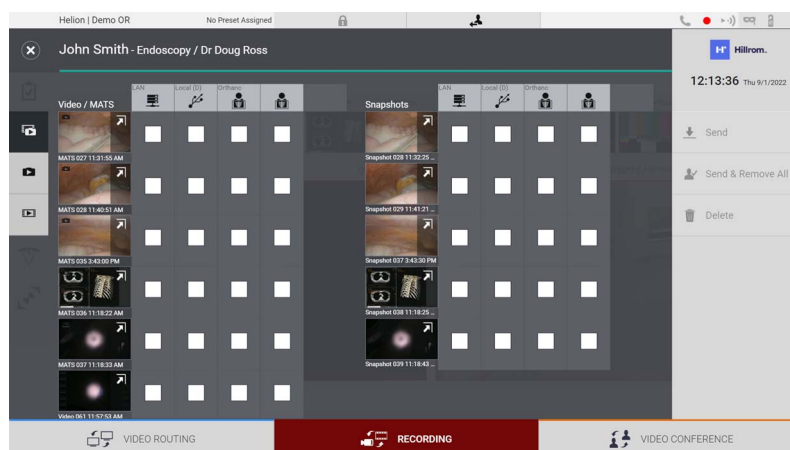 Helion | Demo OR
No Preset Assigned
John Smith - Endoscopy / Dr Doug Ross
H Hillrom.
12:13:36 Thu 9/1/2022
Video / MATS
LAN
Local (D)
Orthanc
Snapshots
LAN
Local (D)
Orthanc
MATS 027 11:31:55 AM
Snapshot 028 11:32:25 ...
MATS 028 11:40:51 AM
Snapshot 029 11:41:21 ...
MATS 035 3:43:00 PM
Snapshot 037 3:43:30 PM
MATS 036 11:18:22 AM
Snapshot 038 11:18:25 ...
MATS 037 11:18:33 AM
Snapshot 039 11:18:43 ...
Video 061 11:57:53 AM
Send
Send & Remove All
Delete
VIDEO ROUTING
RECORDING
VIDEO CONFERENCE